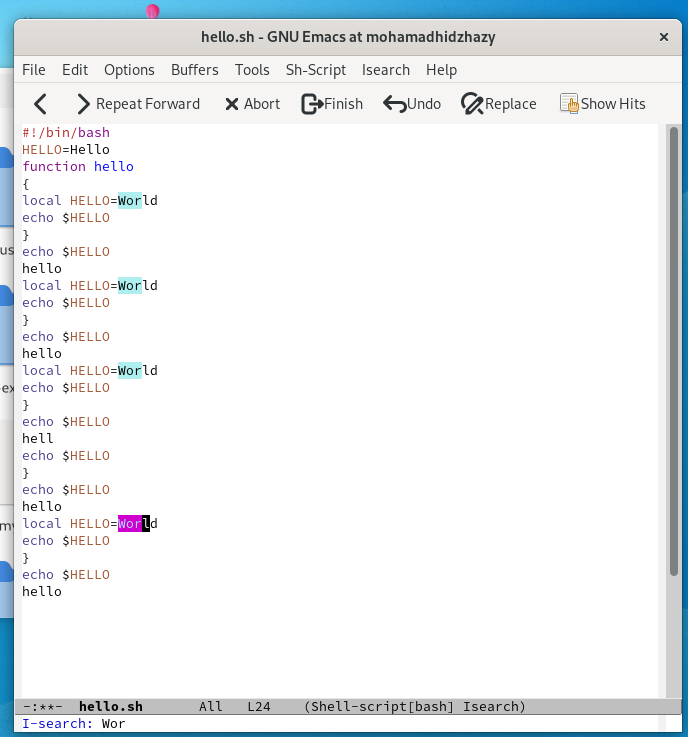 hello.sh - GNU Emacs at mohamadhidzhazy ×
File Edit Options Buffers Tools Sh-Script Isearch Help
Repeat Forward Abort Finish Undo Replace Show Hits
#!/bin/bash
HELLO=Hello
function hello
{
local HELLO=World
echo $HELLO
}
echo $HELLO
hello
local HELLO=World
echo $HELLO
}
echo $HELLO
hello
local HELLO=World
echo $HELLO
}
echo $HELLO
hell
echo $HELLO
}
echo $HELLO
hello
local HELLO=World
echo $HELLO
}
echo $HELLO
hello
-:**- hello.sh All L24 (Shell-script[bash] Isearch)
I-search: Wor